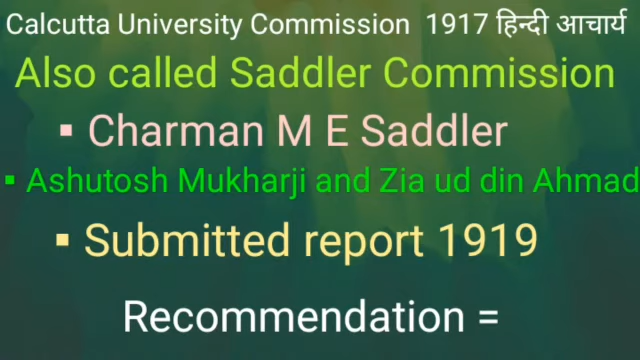 Calcutta University Commission 1917 हिन्दी आचार्य
Also called Saddler Commission
▪ Charman M E Saddler
▪ Ashutosh Mukharji and Zia ud din Ahmad
▪ Submitted report 1919
Recommendation =